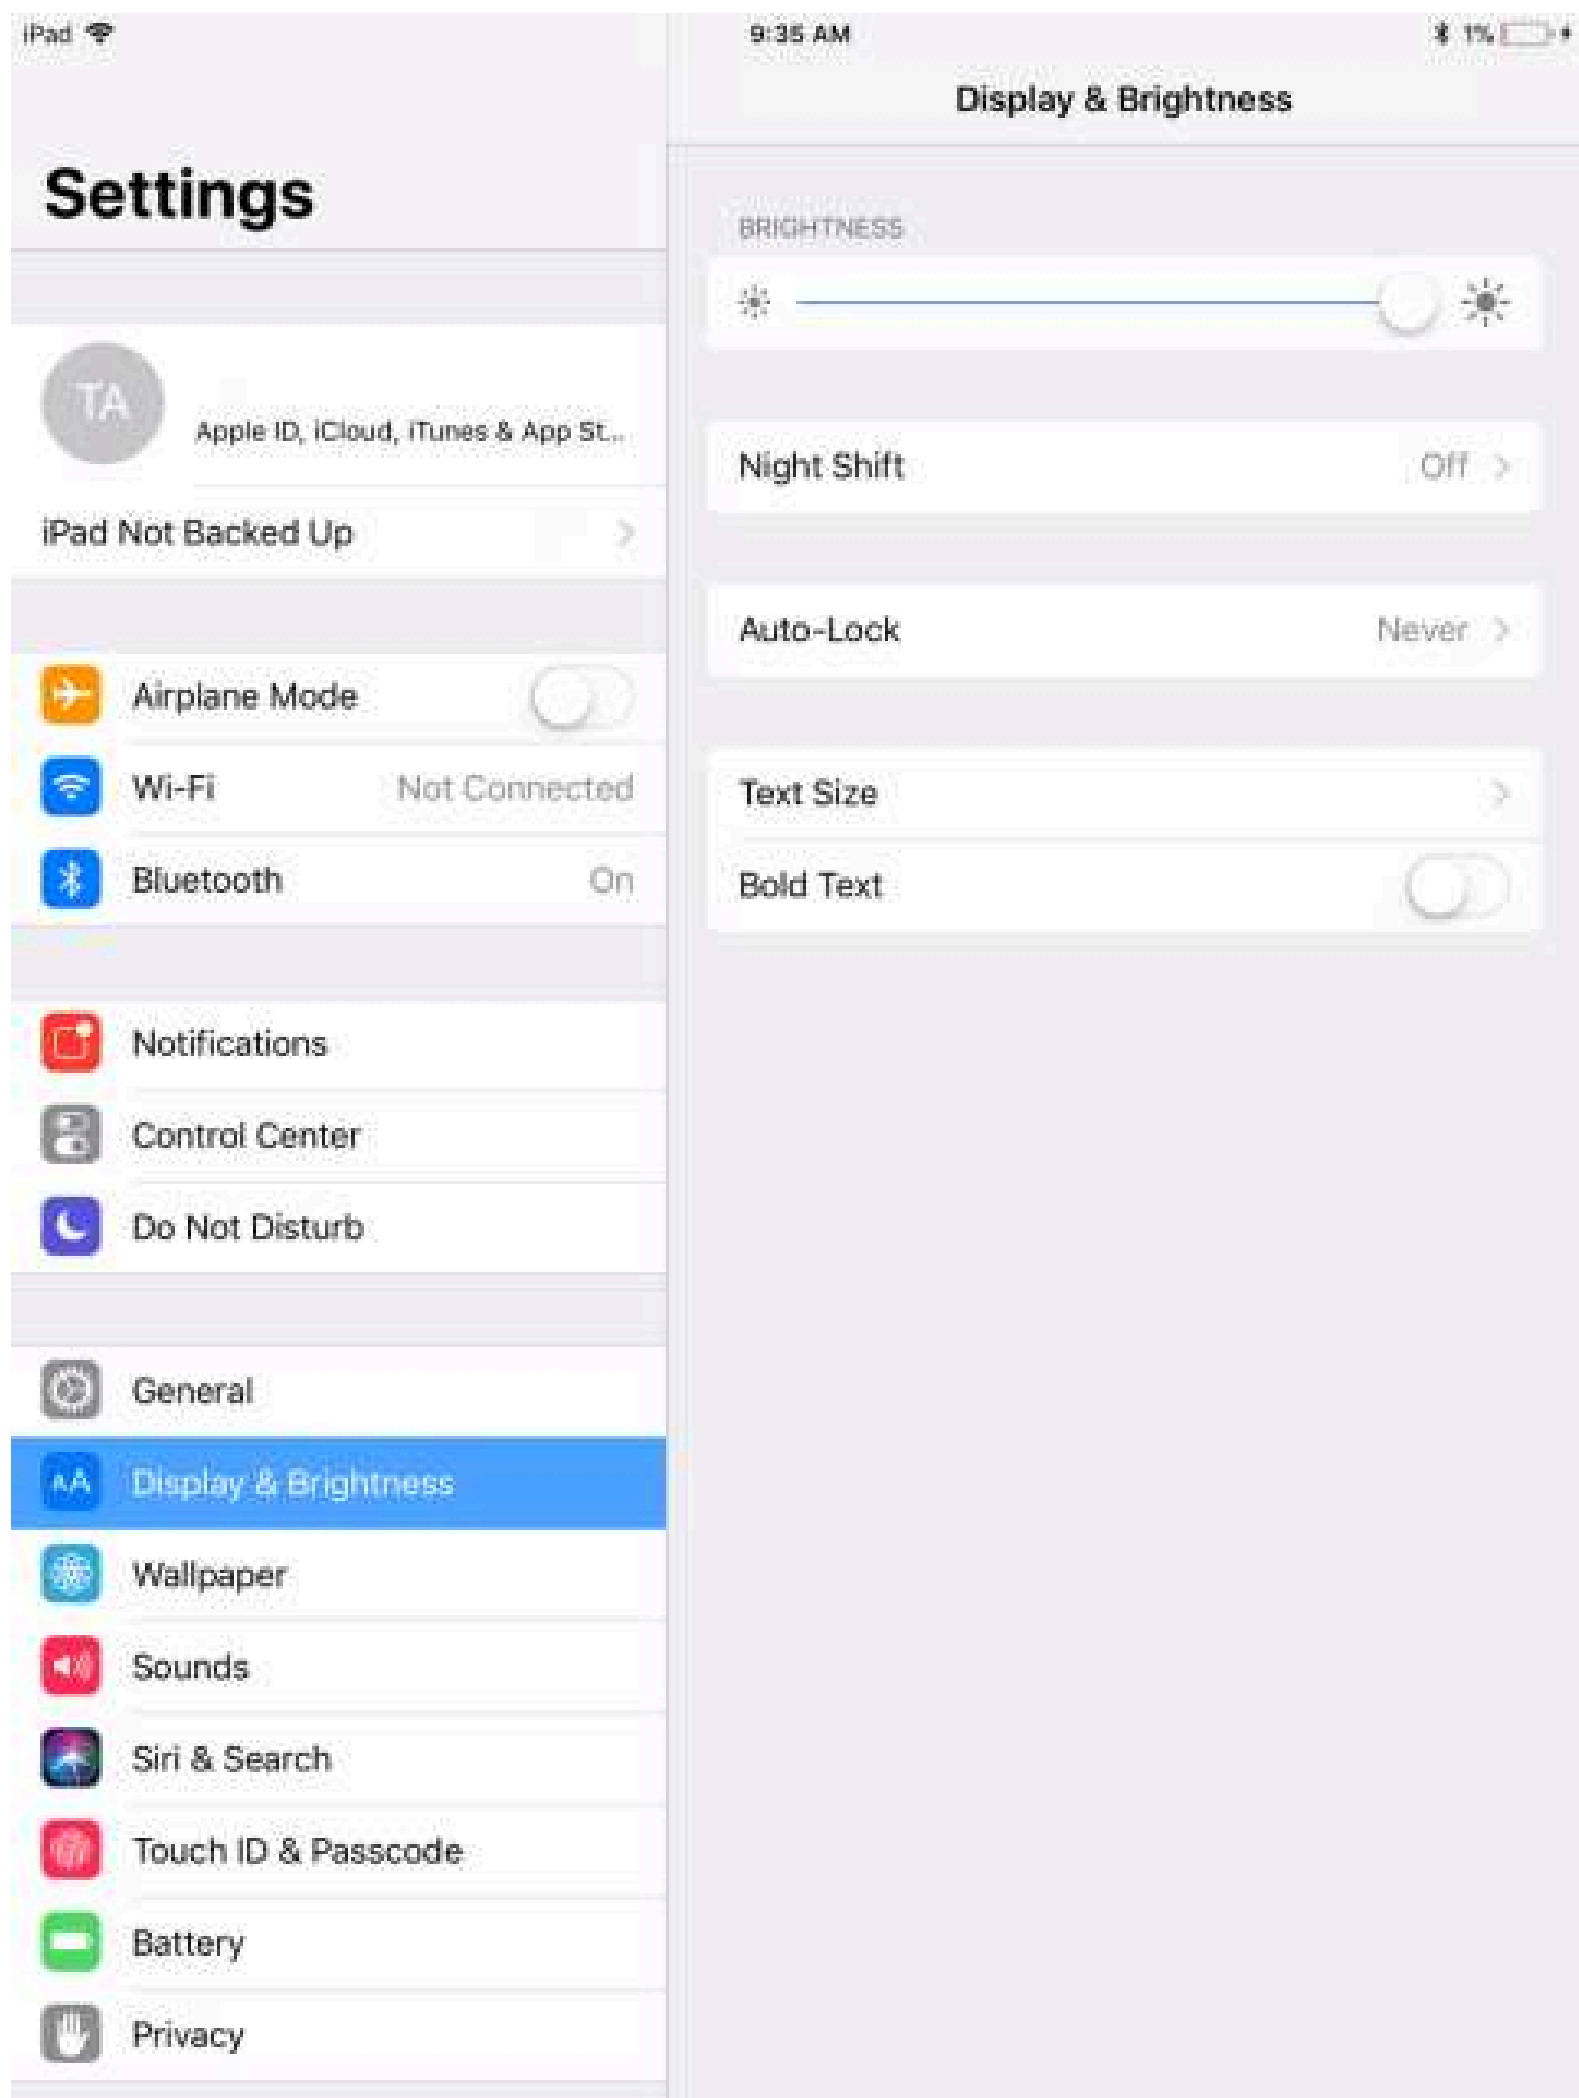 iPad
9:35 AM
1%
Settings
TA
Apple ID, iCloud, iTunes & App St...
iPad Not Backed Up
Airplane Mode
Wi-Fi Not Connected
Bluetooth On
Notifications
Control Center
Do Not Disturb
General
AA Display & Brightness
Wallpaper
Sounds
Siri & Search
Touch ID & Passcode
Battery
Privacy
Display & Brightness
BRIGHTNESS
Night Shift Off
Auto-Lock Never
Text Size
Bold Text